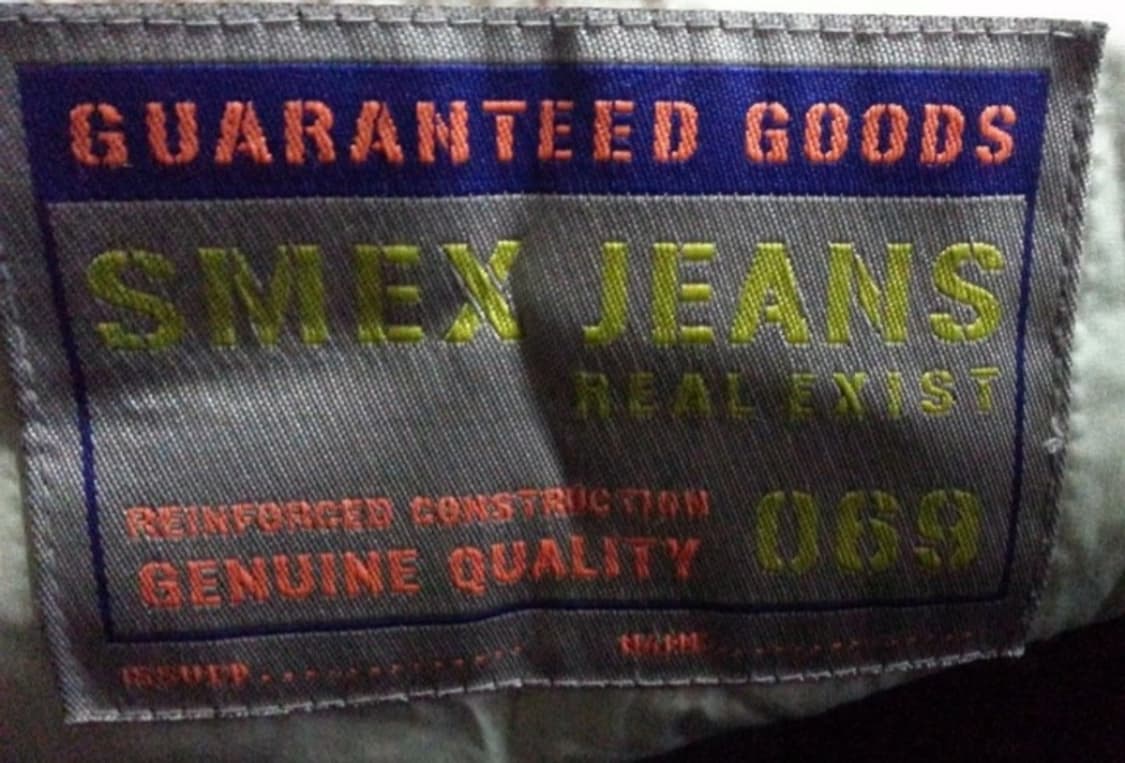 GUARANTEED GOODS
SMEX JEANS
REAL EXIST
REINFORCED CONSTRUCTION
GENUINE QUALITY
069